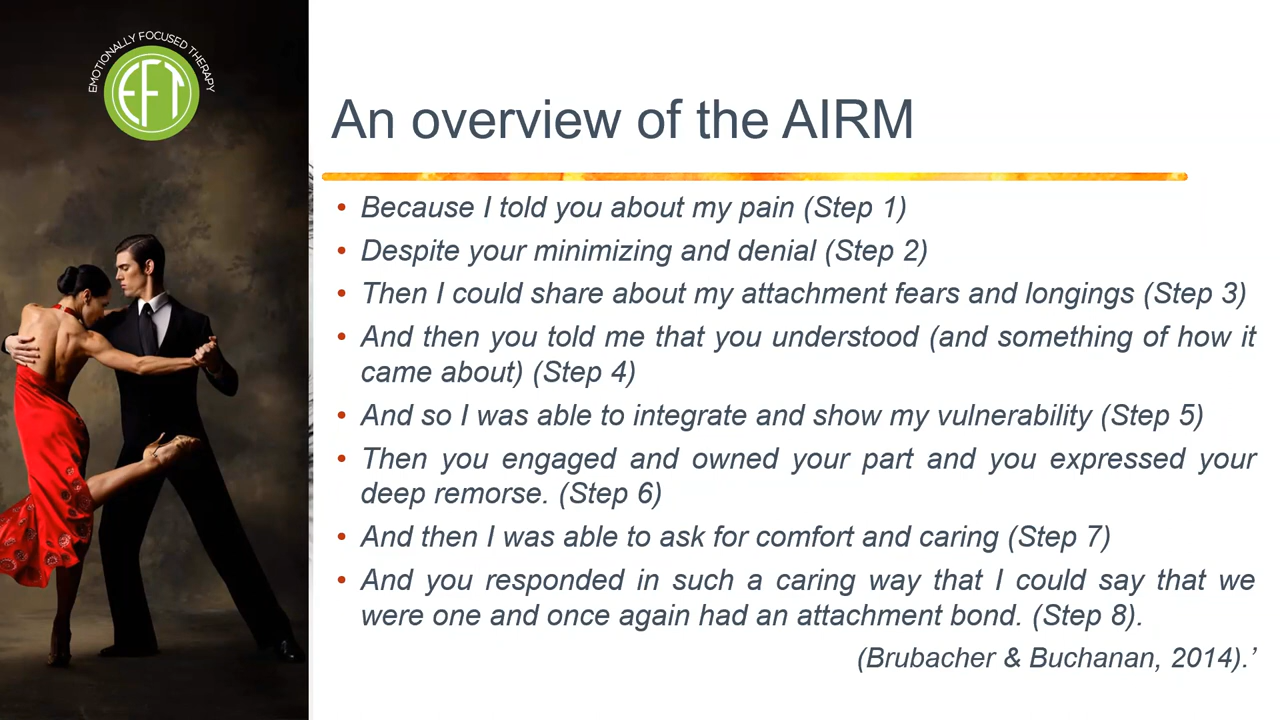 EMOTIONALLY FOCUSED THERAPY
EFT
An overview of the AIRM
• Because I told you about my pain (Step 1)
• Despite your minimizing and denial (Step 2)
• Then I could share about my attachment fears and longings (Step 3)
• And then you told me that you understood (and something of how it
came about) (Step 4)
• And so I was able to integrate and show my vulnerability (Step 5)
• Then you engaged and owned your part and you expressed your
deep remorse. (Step 6)
• And then I was able to ask for comfort and caring (Step 7)
• And you responded in such a caring way that I could say that we
were one and once again had an attachment bond. (Step 8).
(Brubacher & Buchanan, 2014).’